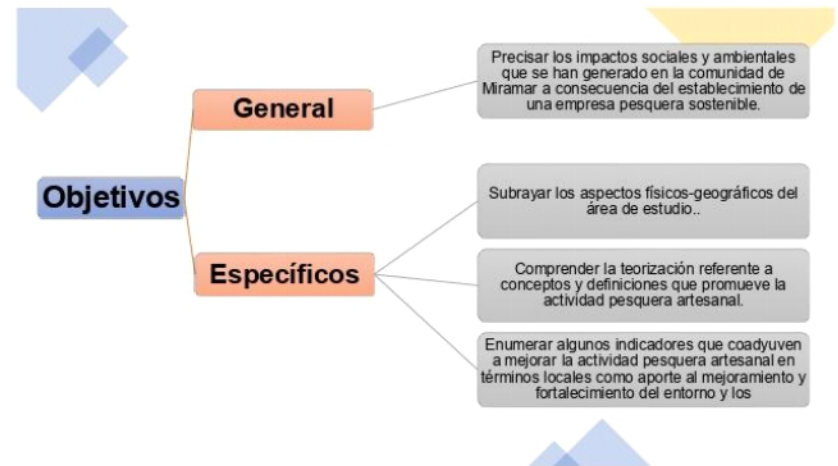 Objetivos
General
Precisar los impactos sociales y ambientales
que se han generado en la comunidad de
Miramar a consecuencia del establecimiento de
una empresa pesquera sostenible.
Específicos
Subrayar los aspectos físicos-geográficos del
área de estudio..
Comprender la teorización referente a
conceptos y definiciones que promueve la
actividad pesquera artesanal.
Enumerar algunos indicadores que coadyuven
a mejorar la actividad pesquera artesanal en
términos locales como aporte al mejoramiento y
fortalecimiento del entorno y los